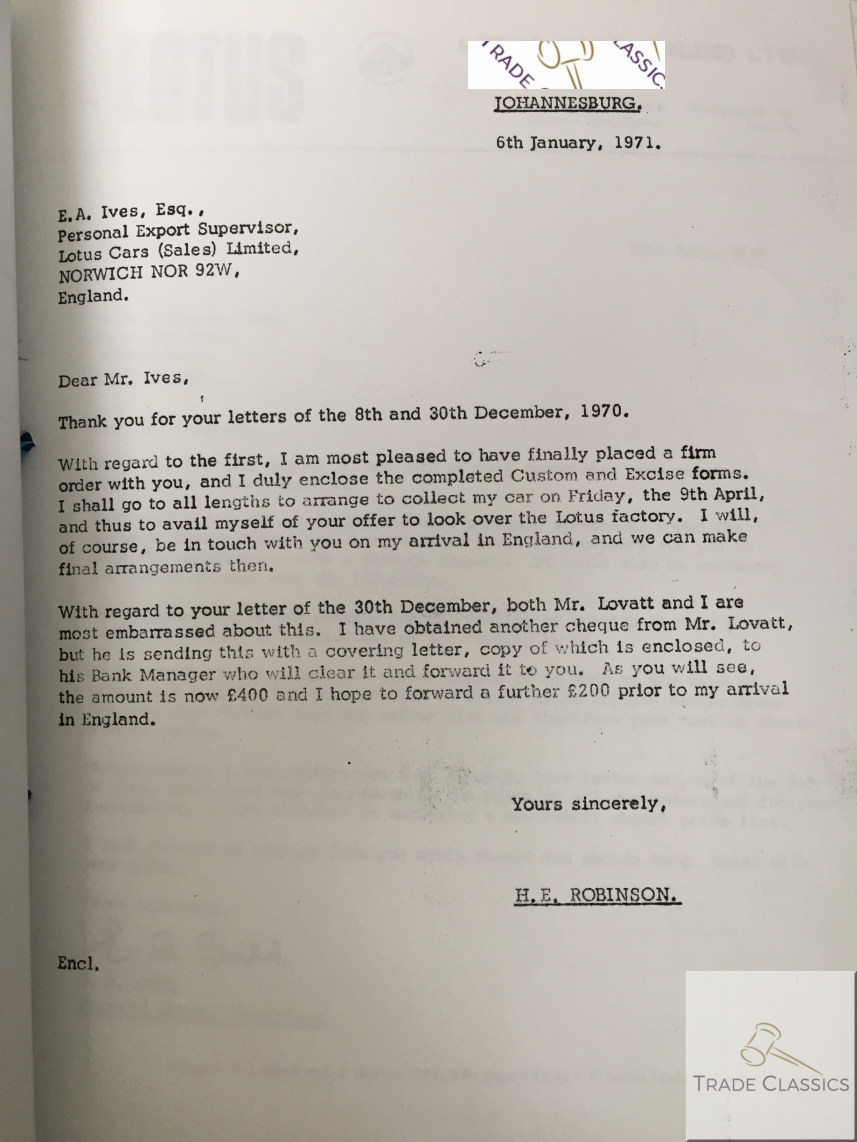 TRADE CLASSIC
JOHANNESBURG.
6th January, 1971.
E.A. Ives, Esq.,
Personal Export Supervisor,
Lotus Cars (Sales) Limited,
NORWICH NOR 92W,
England.
Dear Mr. Ives,
Thank you for your letters of the 8th and 30th December, 1970.
With regard to the first, I am most pleased to have finally placed a firm
order with you, and I duly enclose the completed Custom and Excise forms.
I shall go to all lengths to arrange to collect my car on Friday, the 9th April,
and thus to avail myself of your offer to look over the Lotus factory. I will,
of course, be in touch with you on my arrival in England, and we can make
final arrangements then.
With regard to your letter of the 30th December, both Mr. Lovatt and I are
most embarrassed about this. I have obtained another cheque from Mr. Lovatt,
but he is sending this with a covering letter, copy of which is enclosed, to
his Bank Manager who will clear it and forward it to you. As you will see,
the amount is now £400 and I hope to forward a further £200 prior to my arrival
in England.
Yours sincerely,
H.E. ROBINSON.
Encl.
TRADE CLASSICS